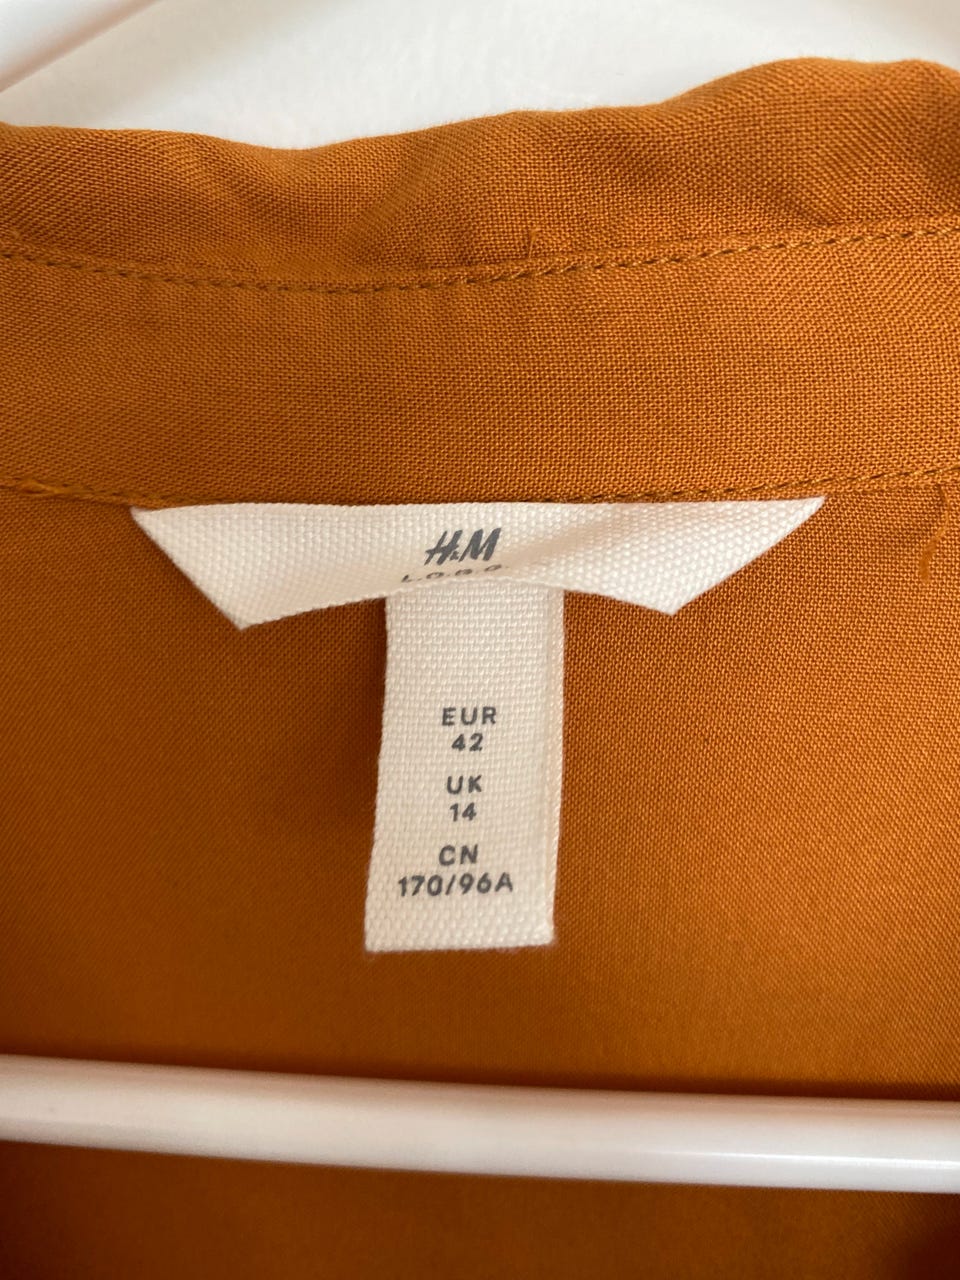 H&M
L.O.G.G.
EUR
42
UK
14
CN
170/96A